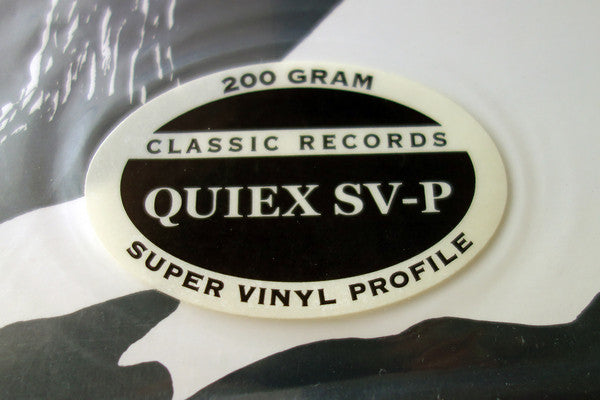 200 GRAM
CLASSIC RECORDS
QUIEX SV-P
SUPER VINYL PROFILE